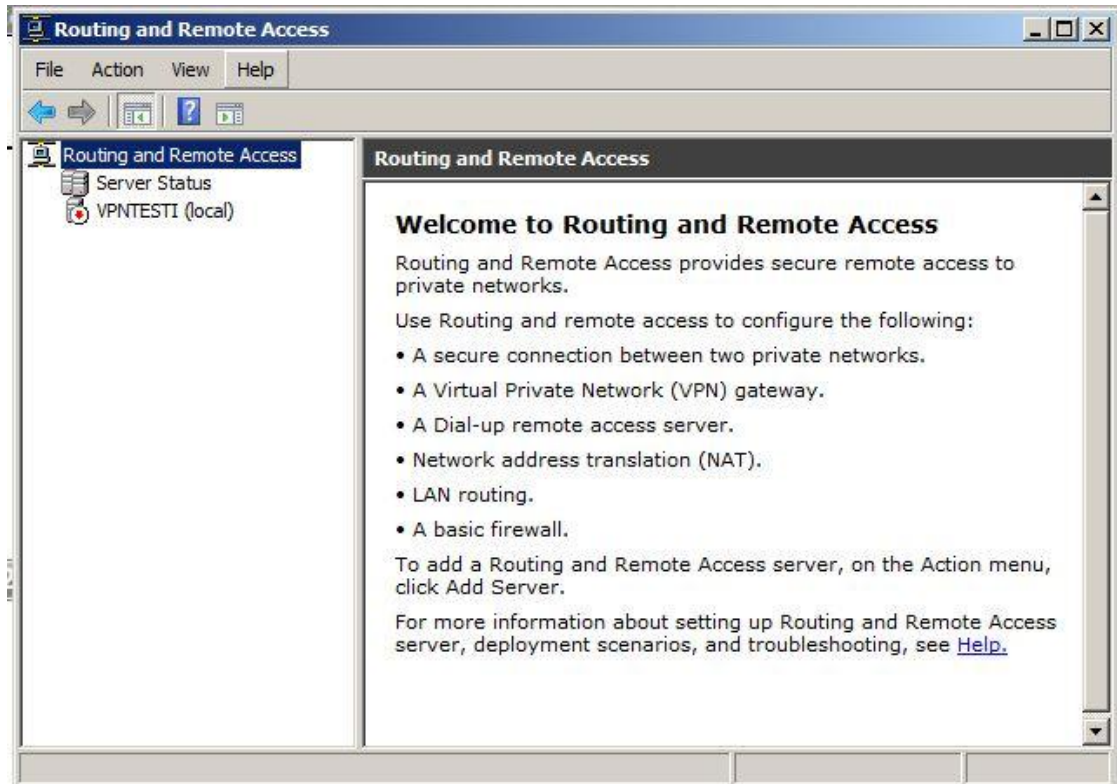 Routing and Remote Access
File Action View Help
Routing and Remote Access
Server Status
VPNTESTI (local)
Routing and Remote Access
Welcome to Routing and Remote Access
Routing and Remote Access provides secure remote access to
private networks.
Use Routing and remote access to configure the following:
• A secure connection between two private networks.
• A Virtual Private Network (VPN) gateway.
• A Dial-up remote access server.
• Network address translation (NAT).
• LAN routing.
• A basic firewall.
To add a Routing and Remote Access server, on the Action menu,
click Add Server.
For more information about setting up Routing and Remote Access
server, deployment scenarios, and troubleshooting, see Help.